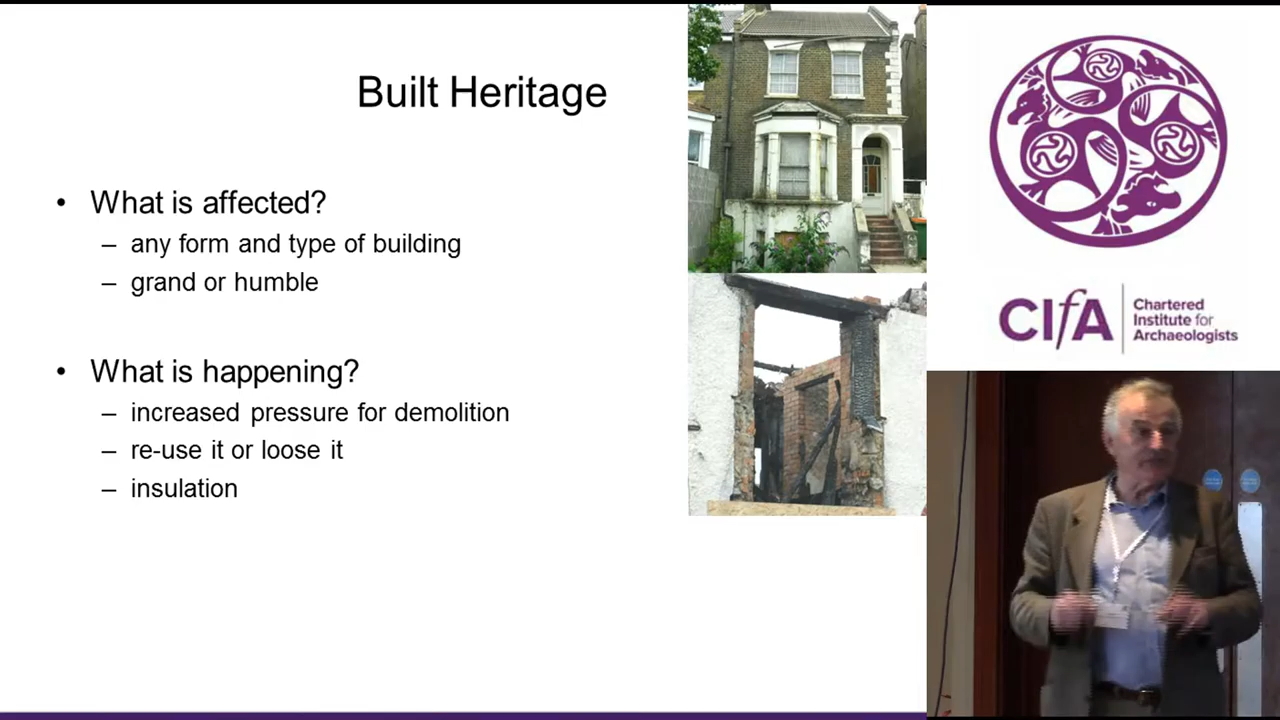 Built Heritage
• What is affected?
– any form and type of building
– grand or humble
• What is happening?
– increased pressure for demolition
– re-use it or loose it
– insulation
CIfA
Chartered
Institute for
Archaeologists